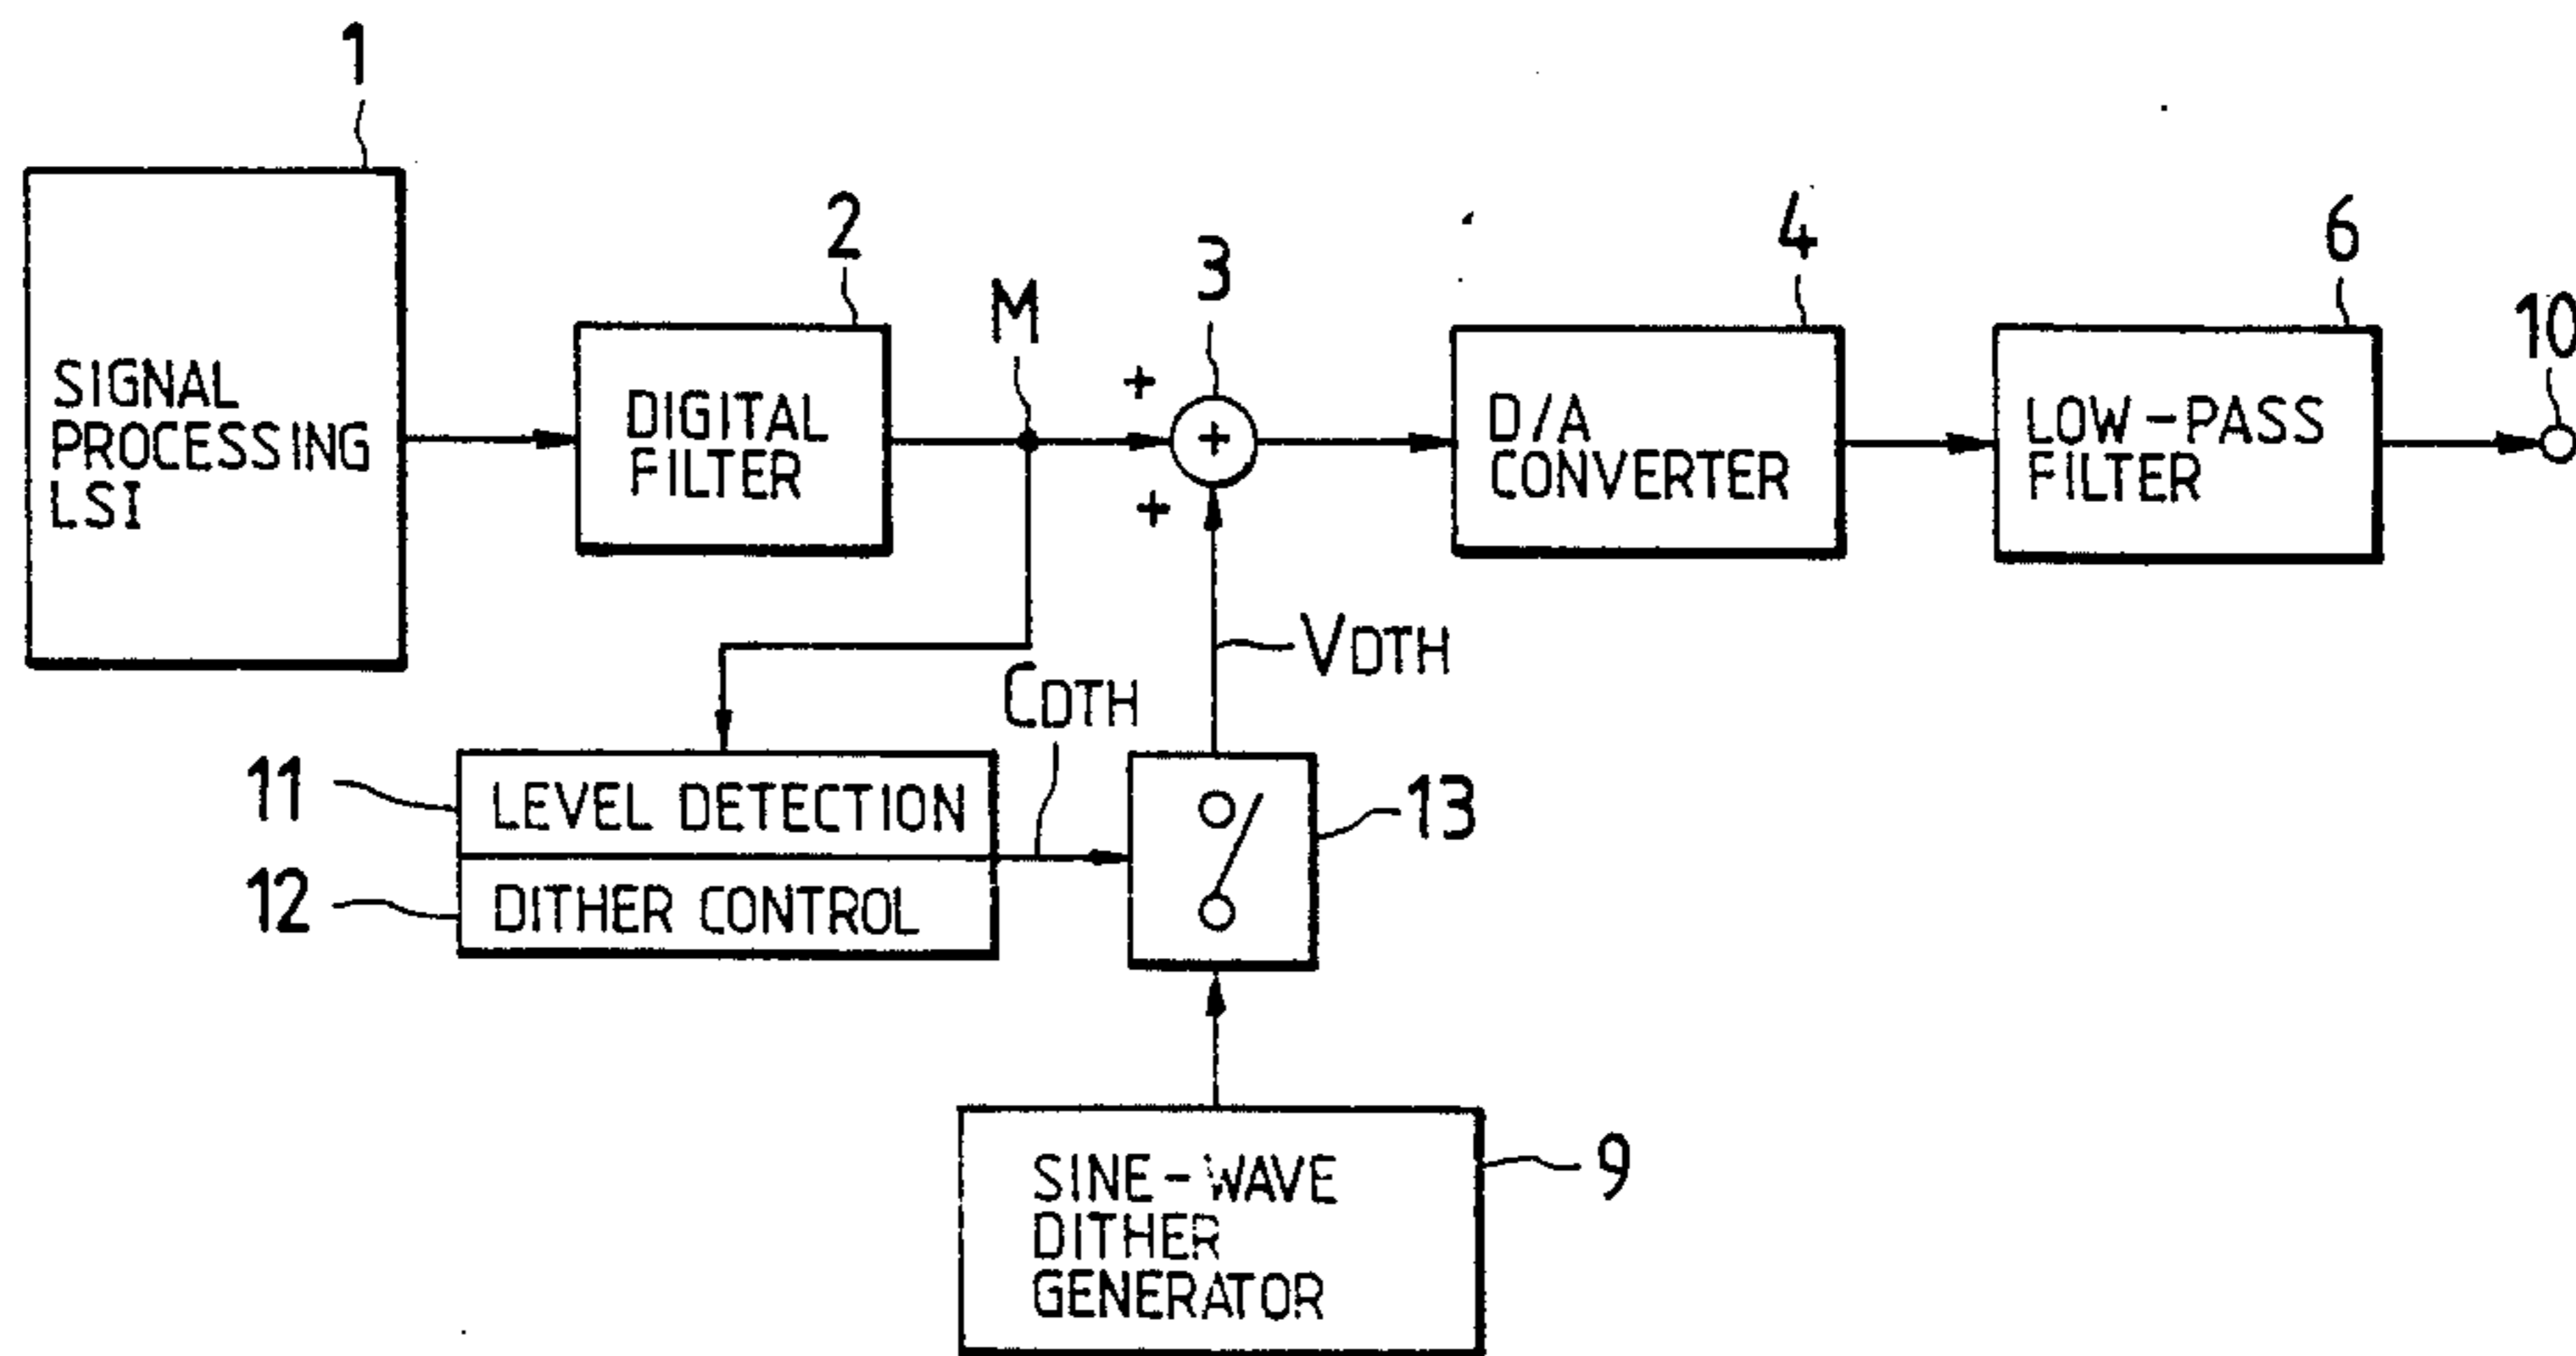 1
SIGNAL
PROCESSING
LSI
2
DIGITAL
FILTER
M
3
+
+
+
4
D/A
CONVERTER
6
LOW-PASS
FILTER
10
VDTH
CDTH
11
LEVEL DETECTION
12
DITHER CONTROL
13
SINE-WAVE
DITHER
GENERATOR
9